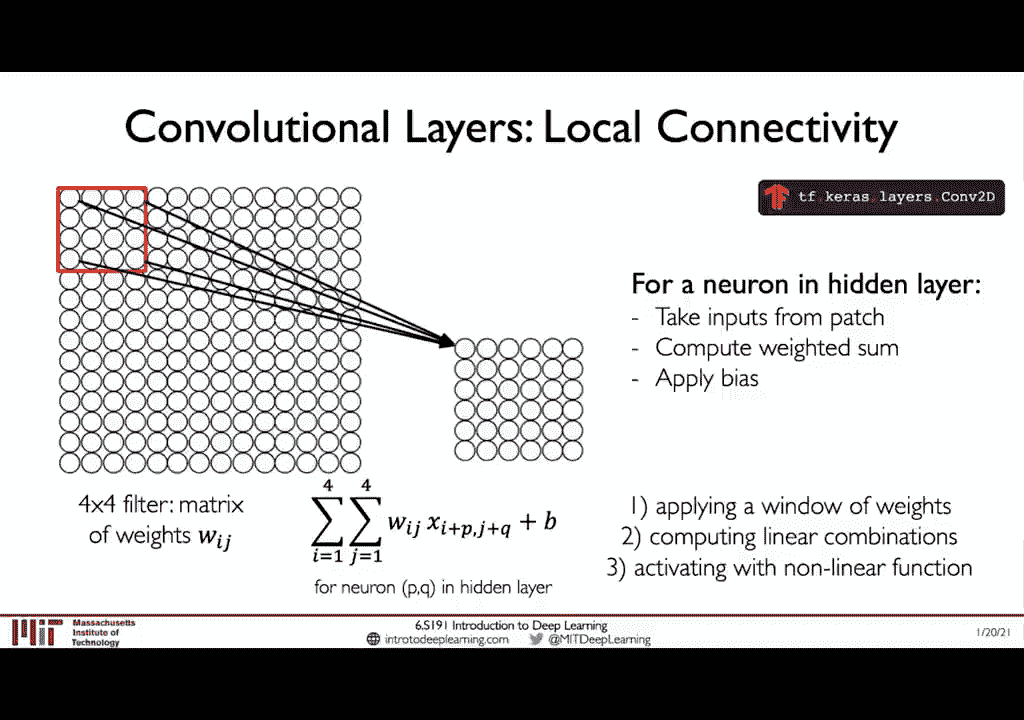 Convolutional Layers: Local Connectivity
tf.keras.layers.Conv2D
For a neuron in hidden layer:
- Take inputs from patch
- Compute weighted sum
- Apply bias
4x4 filter: matrix
of weights w_{ij}
\sum_{i=1}^{4} \sum_{j=1}^{4} w_{ij} x_{i+p,j+q} + b
for neuron (p,q) in hidden layer
1) applying a window of weights
2) computing linear combinations
3) activating with non-linear function
MIT
Massachusetts
Institute of
Technology
6.S191 Introduction to Deep Learning
introtodeeplearning.com @MITDeepLearning
1/20/21